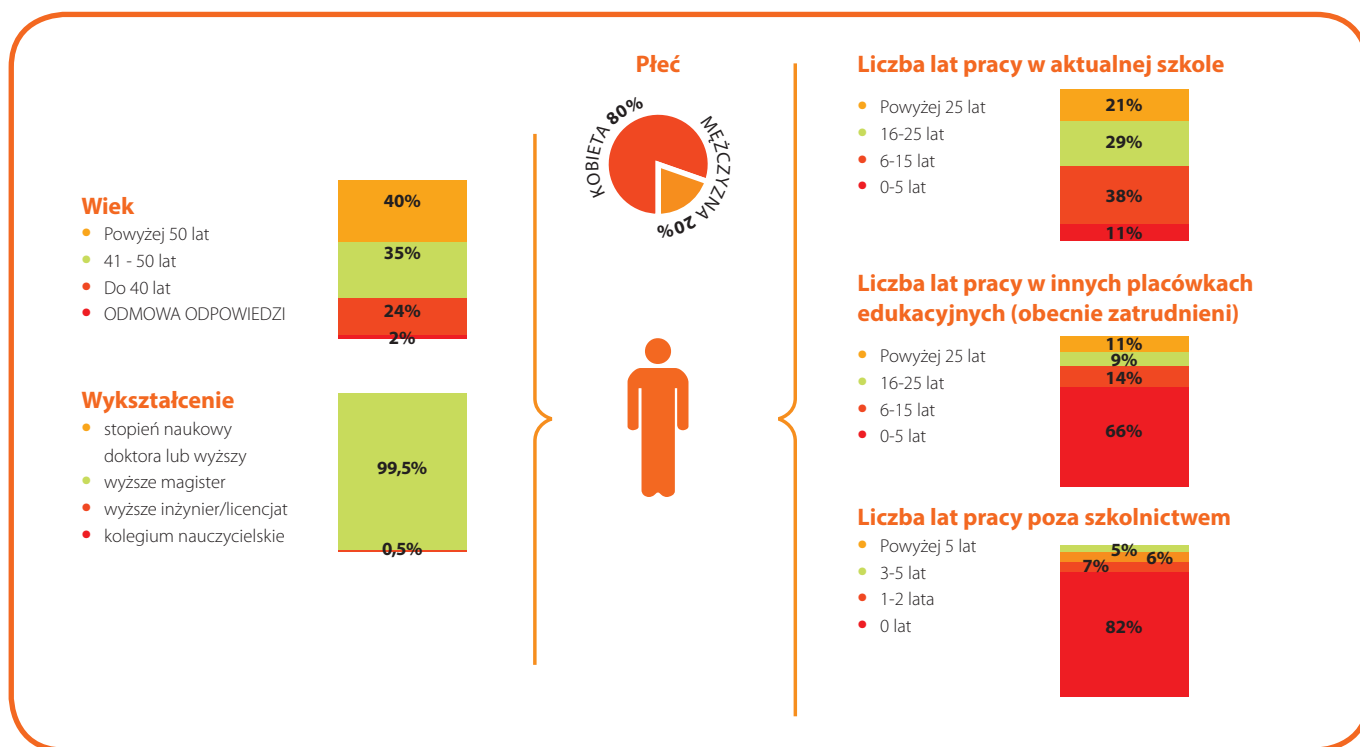 Wiek
Powyżej 50 lat
41 - 50 lat
Do 40 lat
ODMOWA ODPOWIEDZI
40%
35%
24%
2%
Wykształcenie
stopień naukowy
doktora lub wyższy
wyższe magister
wyższe inżynier/licencjat
kolegium nauczycielskie
99,5%
0,5%
Płeć
KOBIETA 80%
MĘŻCZYZNA 20%
Liczba lat pracy w aktualnej szkole
Powyżej 25 lat
16-25 lat
6-15 lat
0-5 lat
21%
29%
38%
11%
Liczba lat pracy w innych placówkach
edukacyjnych (obecnie zatrudnieni)
Powyżej 25 lat
16-25 lat
6-15 lat
0-5 lat
11%
9%
14%
66%
Liczba lat pracy poza szkolnictwem
Powyżej 5 lat
3-5 lat
1-2 lata
0 lat
5%
6%
7%
82%